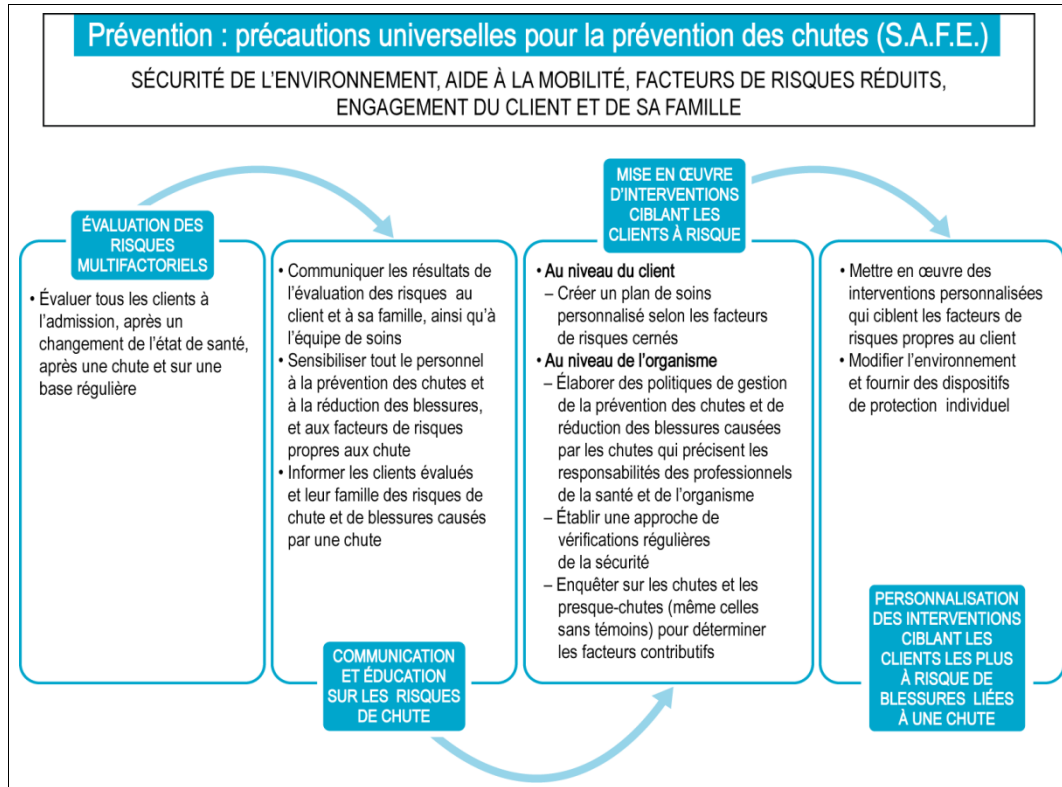 Prévention : précautions universelles pour la prévention des chutes (S.A.F.E.)
SÉCURITÉ DE L’ENVIRONNEMENT, AIDE À LA MOBILITÉ, FACTEURS DE RISQUES RÉDUITS,
ENGAGEMENT DU CLIENT ET DE SA FAMILLE
ÉVALUATION DES
RISQUES
MULTIFACTORIELS
• Évaluer tous les clients à
l’admission, après un
changement de l’état de santé,
après une chute et sur une
base régulière
• Communiquer les résultats de
l’évaluation des risques au
client et à sa famille, ainsi qu’à
l’équipe de soins
• Sensibiliser tout le personnel
à la prévention des chutes et
à la réduction des blessures,
et aux facteurs de risques
propres aux chute
• Informer les clients évalués
et leur famille des risques de
chute et de blessures causés
par une chute
COMMUNICATION
ET ÉDUCATION
SUR LES RISQUES
DE CHUTE
MISE EN ŒUVRE
D’INTERVENTIONS
CIBLANT LES
CLIENTS À RISQUE
• Au niveau du client
– Créer un plan de soins
personnalisé selon les facteurs
de risques cernés
• Au niveau de l’organisme
– Élaborer des politiques de gestion
de la prévention des chutes et de
réduction des blessures causées
par les chutes qui précisent les
responsabilités des professionnels
de la santé et de l’organisme
– Établir une approche de
vérifications régulières
de la sécurité
– Enquêter sur les chutes et les
presque-chutes (même celles
sans témoins) pour déterminer
les facteurs contributifs
• Mettre en œuvre des
interventions personnalisées
qui ciblent les facteurs de
risques propres au client
• Modifier l’environnement
et fournir des dispositifs
de protection individuel
PERSONNALISATION
DES INTERVENTIONS
CIBLANT LES
CLIENTS LES PLUS
À RISQUE DE
BLESSURES LIÉES
À UNE CHUTE